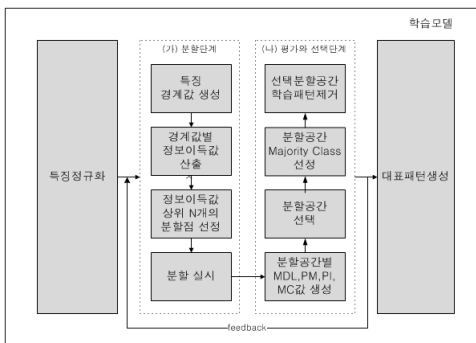 학습모델
특징정규화
(가) 분할단계
특징
경계값 생성
경계값별
정보이득값
산출
정보이득값
상위 N개의
분할점 선정
분할 실시
(나) 평가와 선택단계
선택분할공간
학습패턴제거
분할공간
Majority Class
선정
분할공간
선택
분할공간별
MDL,PM,PI,
MC값 생성
대표패턴생성
feedback